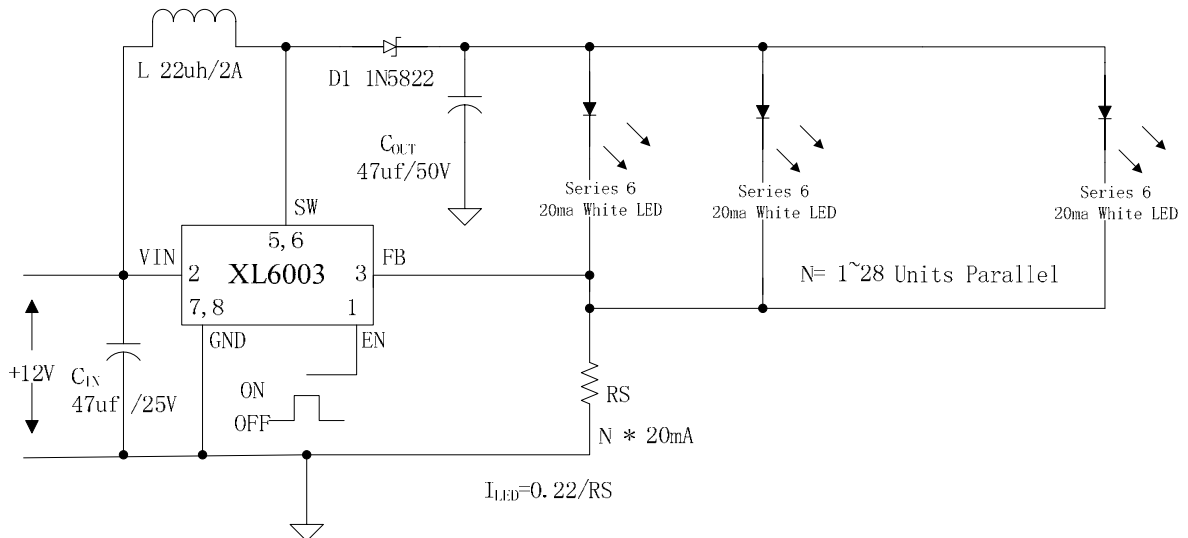 L 22uh/2A
D1 1N5822
COUT
47uf/50V
Series 6
20ma White LED
Series 6
20ma White LED
Series 6
20ma White LED
SW
5,6
VIN
2
XL6003
3
FB
7,8
1
GND
EN
N= 1~28 Units Parallel
+12V
CIN
47uf /25V
ON
OFF
RS
N * 20mA
ILED=0.22/RS